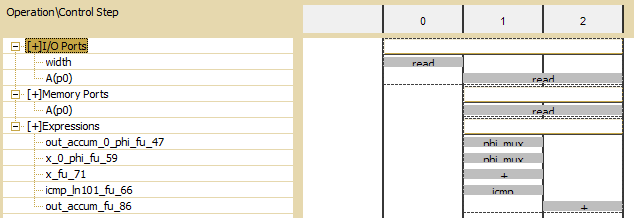 Operation\Control Step 0 1 2
[+]I/O Ports
width read
A(p0) read
[+]Memory Ports
A(p0) read
[+]Expressions
out_accum_0_phi_fu_47 phi_mux
x_0_phi_fu_59 phi_mux
x_fu_71 +
icmp_ln101_fu_66 icmp
out_accum_fu_86 +